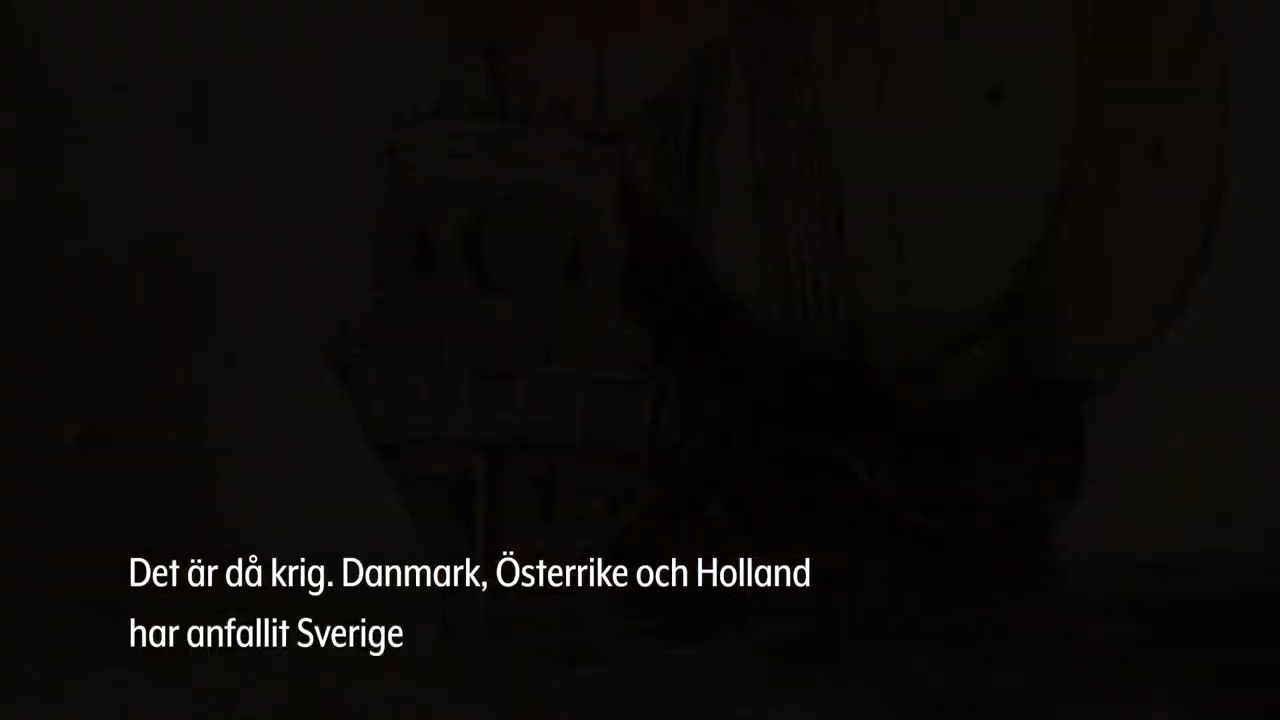 Det är då krig. Danmark, Österrike och Holland
har anfallit Sverige